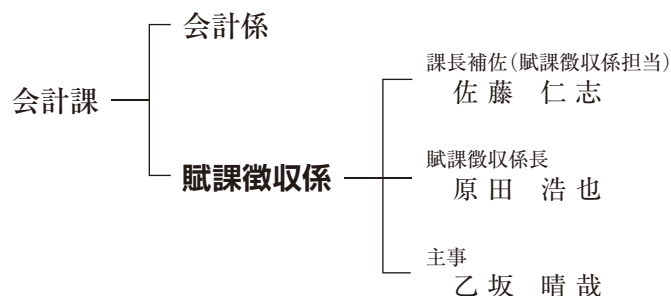 会計課
会計係
賦課徴収係
課長補佐（賦課徴収係担当）
佐藤 仁志
賦課徴収係長
原田 浩也
主事
乙坂 晴哉